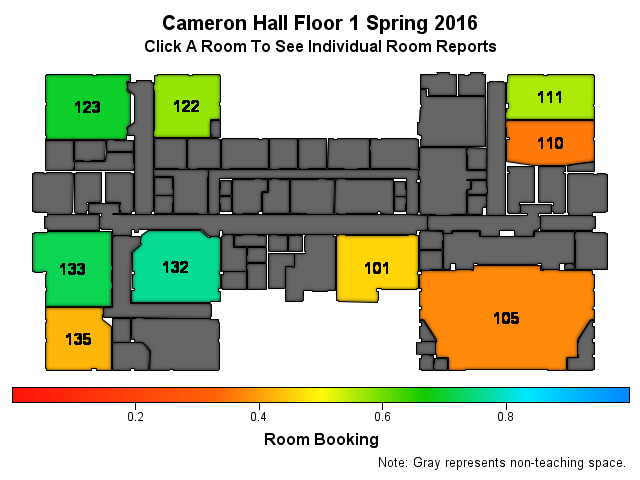 Cameron Hall Floor 1 Spring 2016
Click A Room To See Individual Room Reports
123
122
111
110
133
132
101
105
135
0.2 0.4 0.6 0.8
Room Booking
Note: Gray represents non-teaching space.